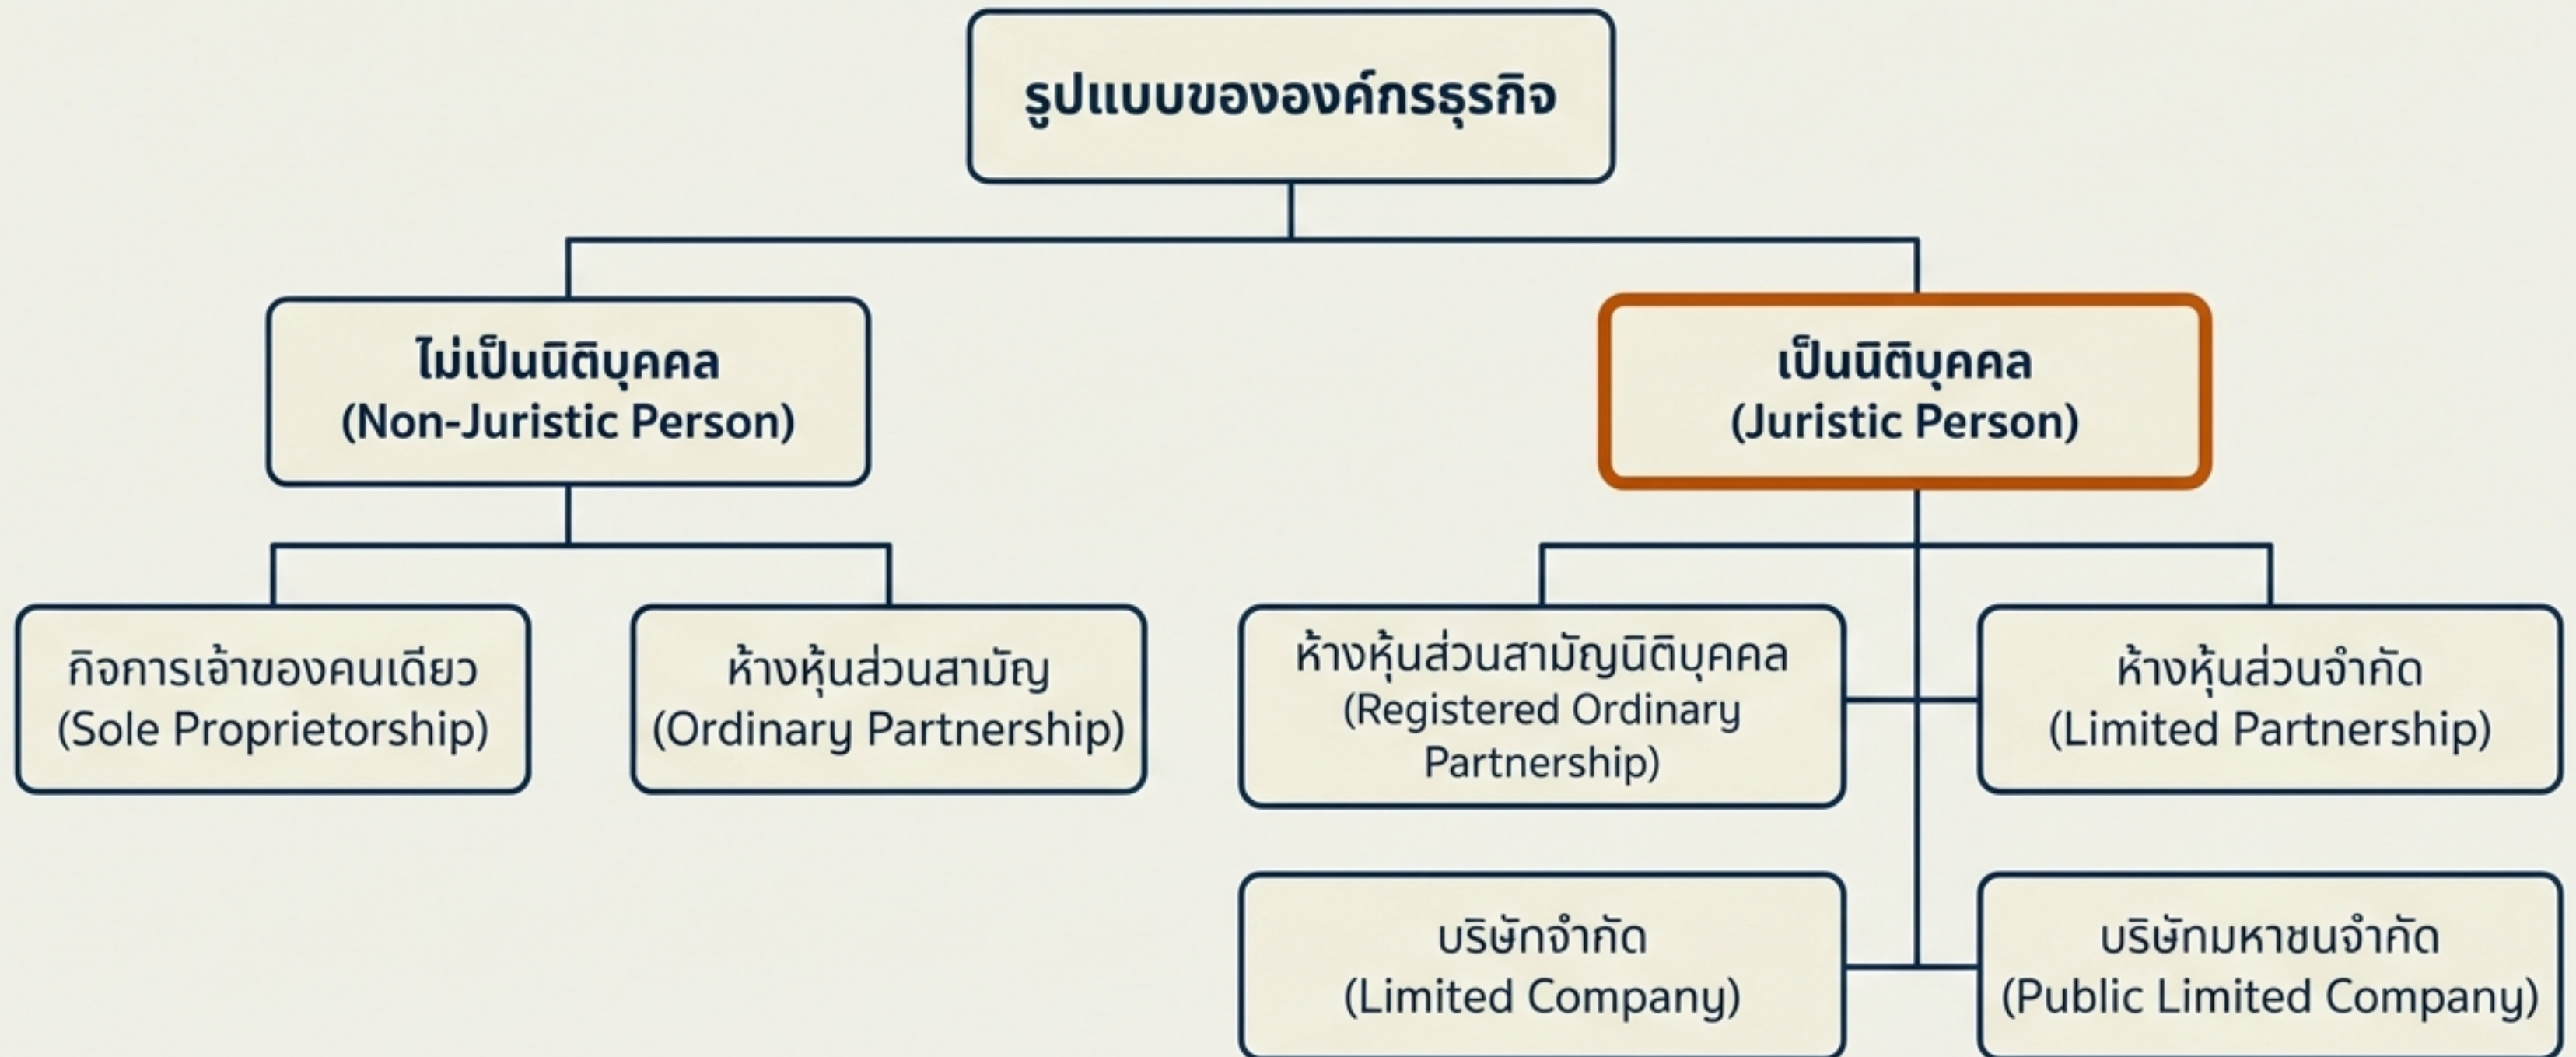 รูปแบบขององค์กรธุรกิจ
ไม่เป็นนิติบุคคล
(Non-Juristic Person)
เป็นนิติบุคคล
(Juristic Person)
กิจการเจ้าของคนเดียว
(Sole Proprietorship)
ห้างหุ้นส่วนสามัญ
(Ordinary Partnership)
ห้างหุ้นส่วนสามัญนิติบุคคล
(Registered Ordinary
Partnership)
ห้างหุ้นส่วนจำกัด
(Limited Partnership)
บริษัทจำกัด
(Limited Company)
บริษัทมหาชนจำกัด
(Public Limited Company)